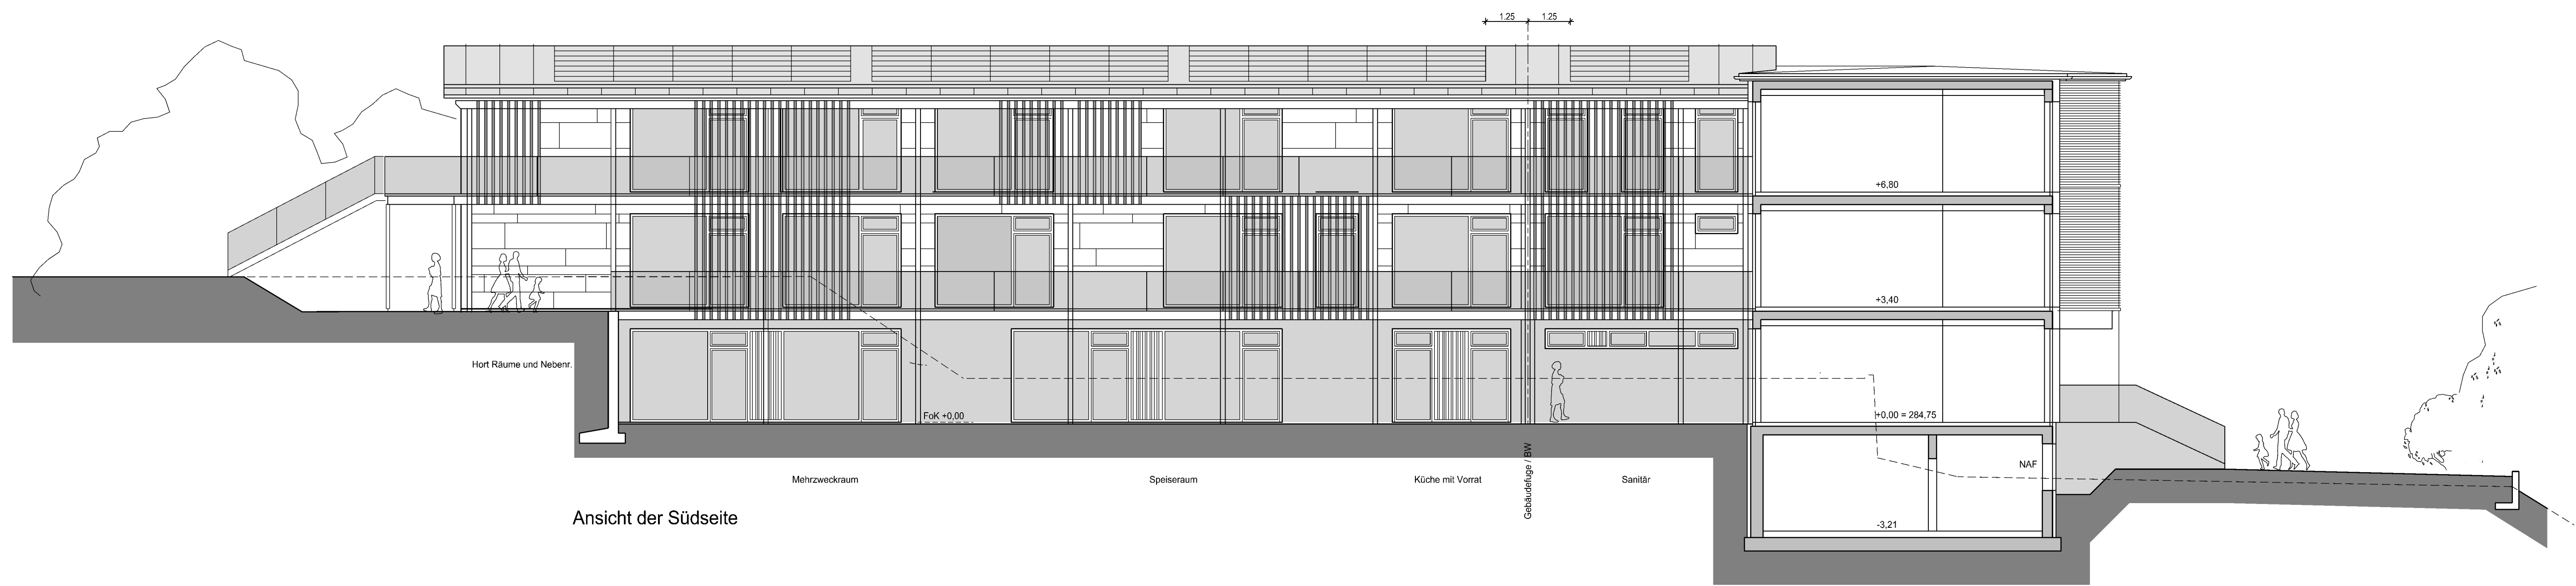 1.25 1.25
+6,80
+3,40
Hort Räume und Nebenr.
FoK +0,00
+0,00 = 284,75
NAF
Mehrzweckraum
Speiseraum
Küche mit Vorrat
Gebäudefuge / BW
Sanitär
-3,21
Ansicht der Südseite